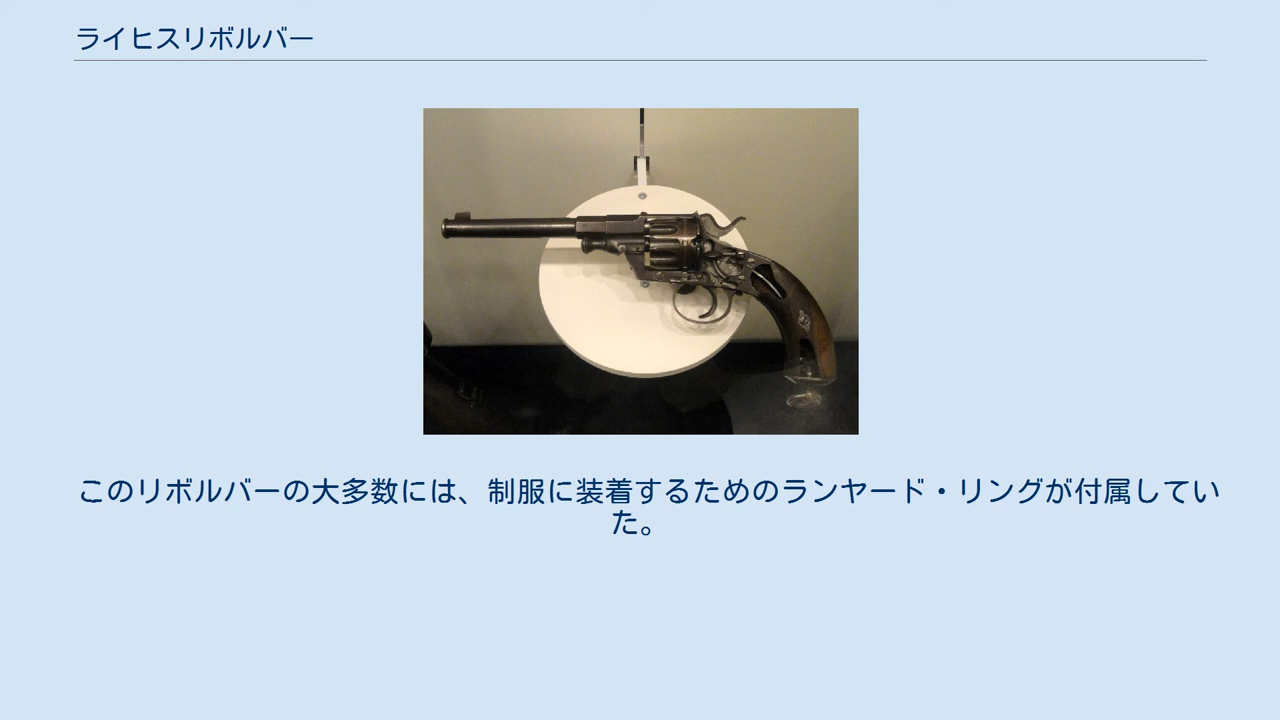 ライヒスリボルバー
このリボルバーの大多数には、制服に装着するためのランヤード・リングが付属してい
た。